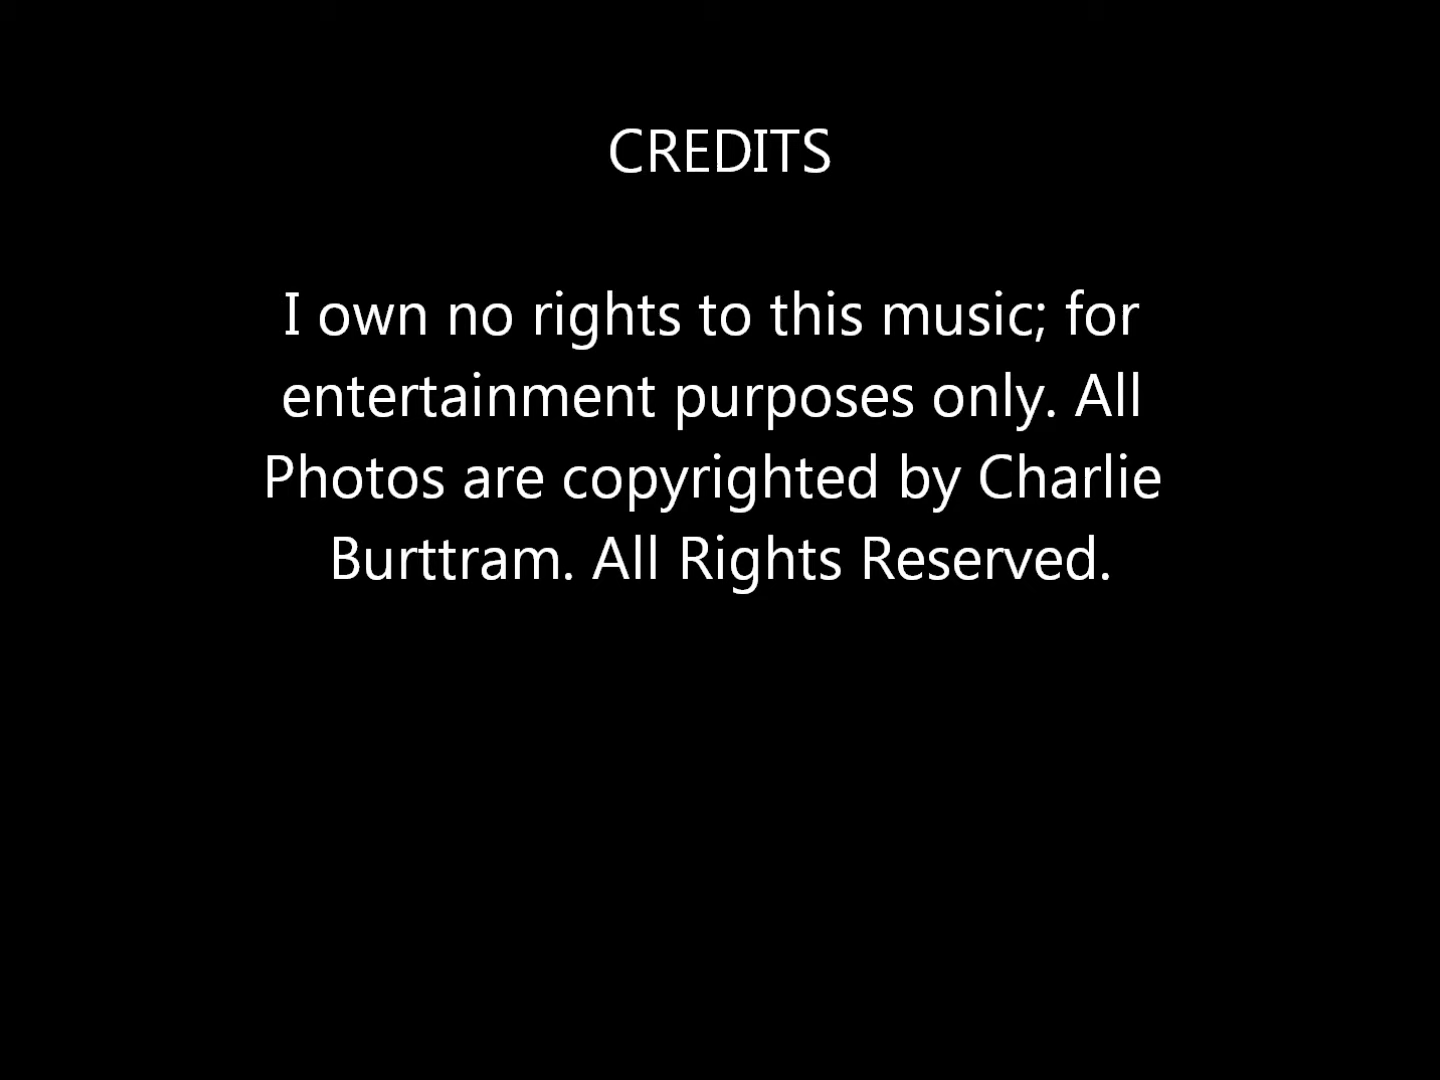 CREDITS
I own no rights to this music; for
entertainment purposes only. All
Photos are copyrighted by Charlie
Burttram. All Rights Reserved.